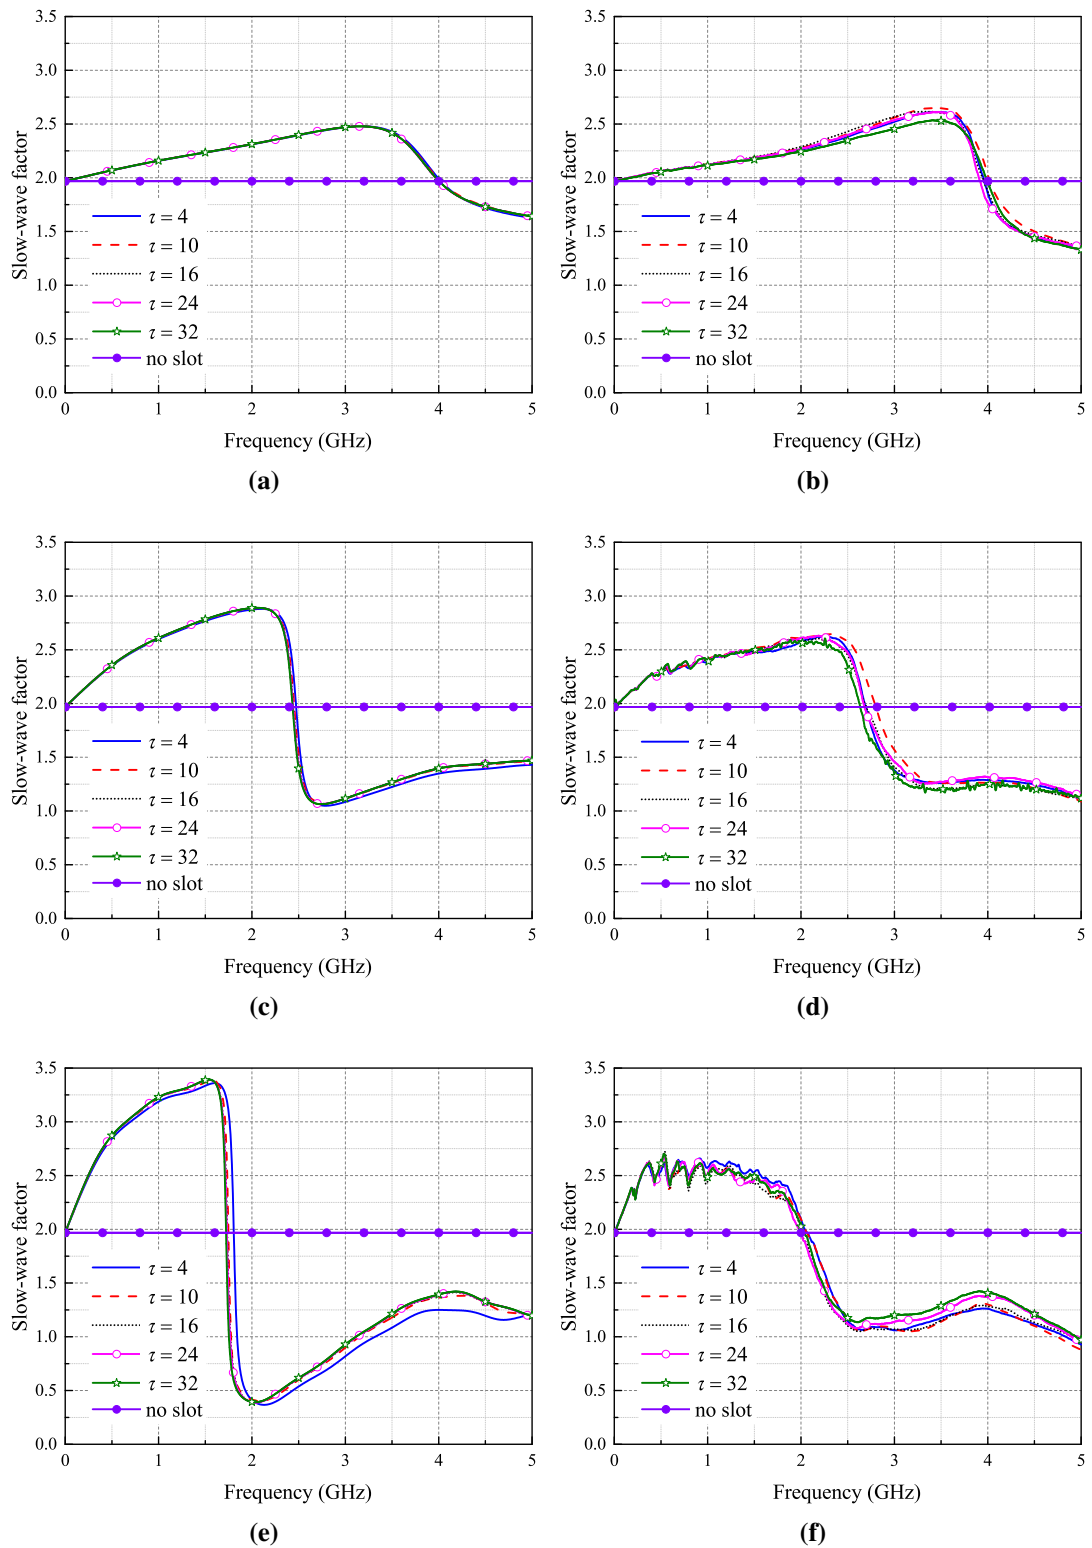 3.5
3.0
2.5
2.0
1.5
1.0
0.5
0.0
Slow-wave factor
τ = 4
τ = 10
τ = 16
τ = 24
τ = 32
no slot
0 1 2 3 4 5
Frequency (GHz)
(a)
3.5
3.0
2.5
2.0
1.5
1.0
0.5
0.0
Slow-wave factor
τ = 4
τ = 10
τ = 16
τ = 24
τ = 32
no slot
0 1 2 3 4 5
Frequency (GHz)
(b)
3.5
3.0
2.5
2.0
1.5
1.0
0.5
0.0
Slow-wave factor
τ = 4
τ = 10
τ = 16
τ = 24
τ = 32
no slot
0 1 2 3 4 5
Frequency (GHz)
(c)
3.5
3.0
2.5
2.0
1.5
1.0
0.5
0.0
Slow-wave factor
τ = 4
τ = 10
τ = 16
τ = 24
τ = 32
no slot
0 1 2 3 4 5
Frequency (GHz)
(d)
3.5
3.0
2.5
2.0
1.5
1.0
0.5
0.0
Slow-wave factor
τ = 4
τ = 10
τ = 16
τ = 24
τ = 32
no slot
0 1 2 3 4 5
Frequency (GHz)
(e)
3.5
3.0
2.5
2.0
1.5
1.0
0.5
0.0
Slow-wave factor
τ = 4
τ = 10
τ = 16
τ = 24
τ = 32
no slot
0 1 2 3 4 5
Frequency (GHz)
(f)